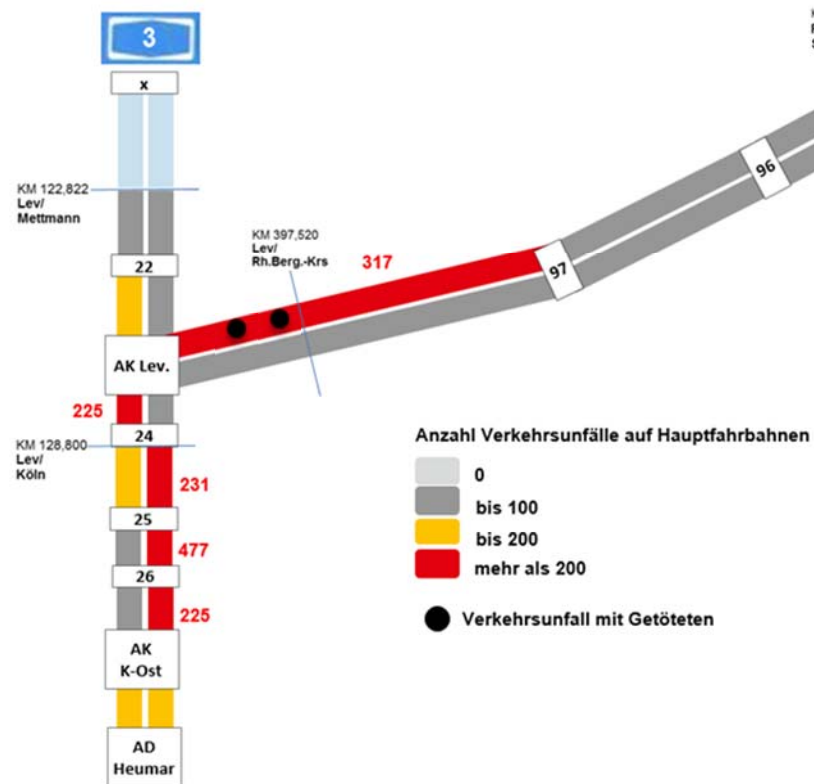 3
x
KM 122,822
Lev/
Mettmann
22
KM 397,520
Lev/
Rh.Berg.-Krs
317
97
96
AK Lev.
225
24
KM 128,800
Lev/
Köln
231
25
477
26
225
AK
K-Ost
AD
Heumar
Anzahl Verkehrsunfälle auf Hauptfahrbahnen
0
bis 100
bis 200
mehr als 200
Verkehrsunfall mit Getöteten